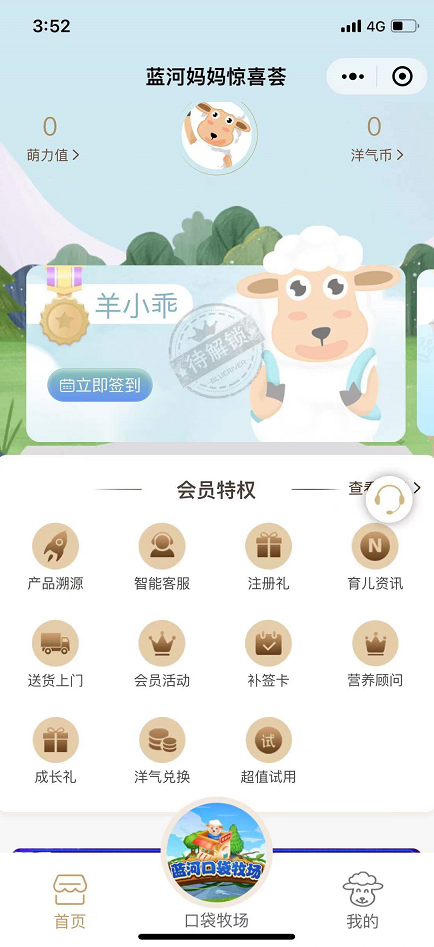 3:52
4G
蓝河妈妈惊喜荟
0
萌力值
0
洋气币
羊小乖
待解锁
BLUERIVER
立即签到
会员特权
查看
产品溯源
智能客服
注册礼
N
育儿资讯
送货上门
会员活动
补签卡
营养顾问
成长礼
洋气兑换
试
超值试用
蓝河口袋牧场
首页
口袋牧场
我的